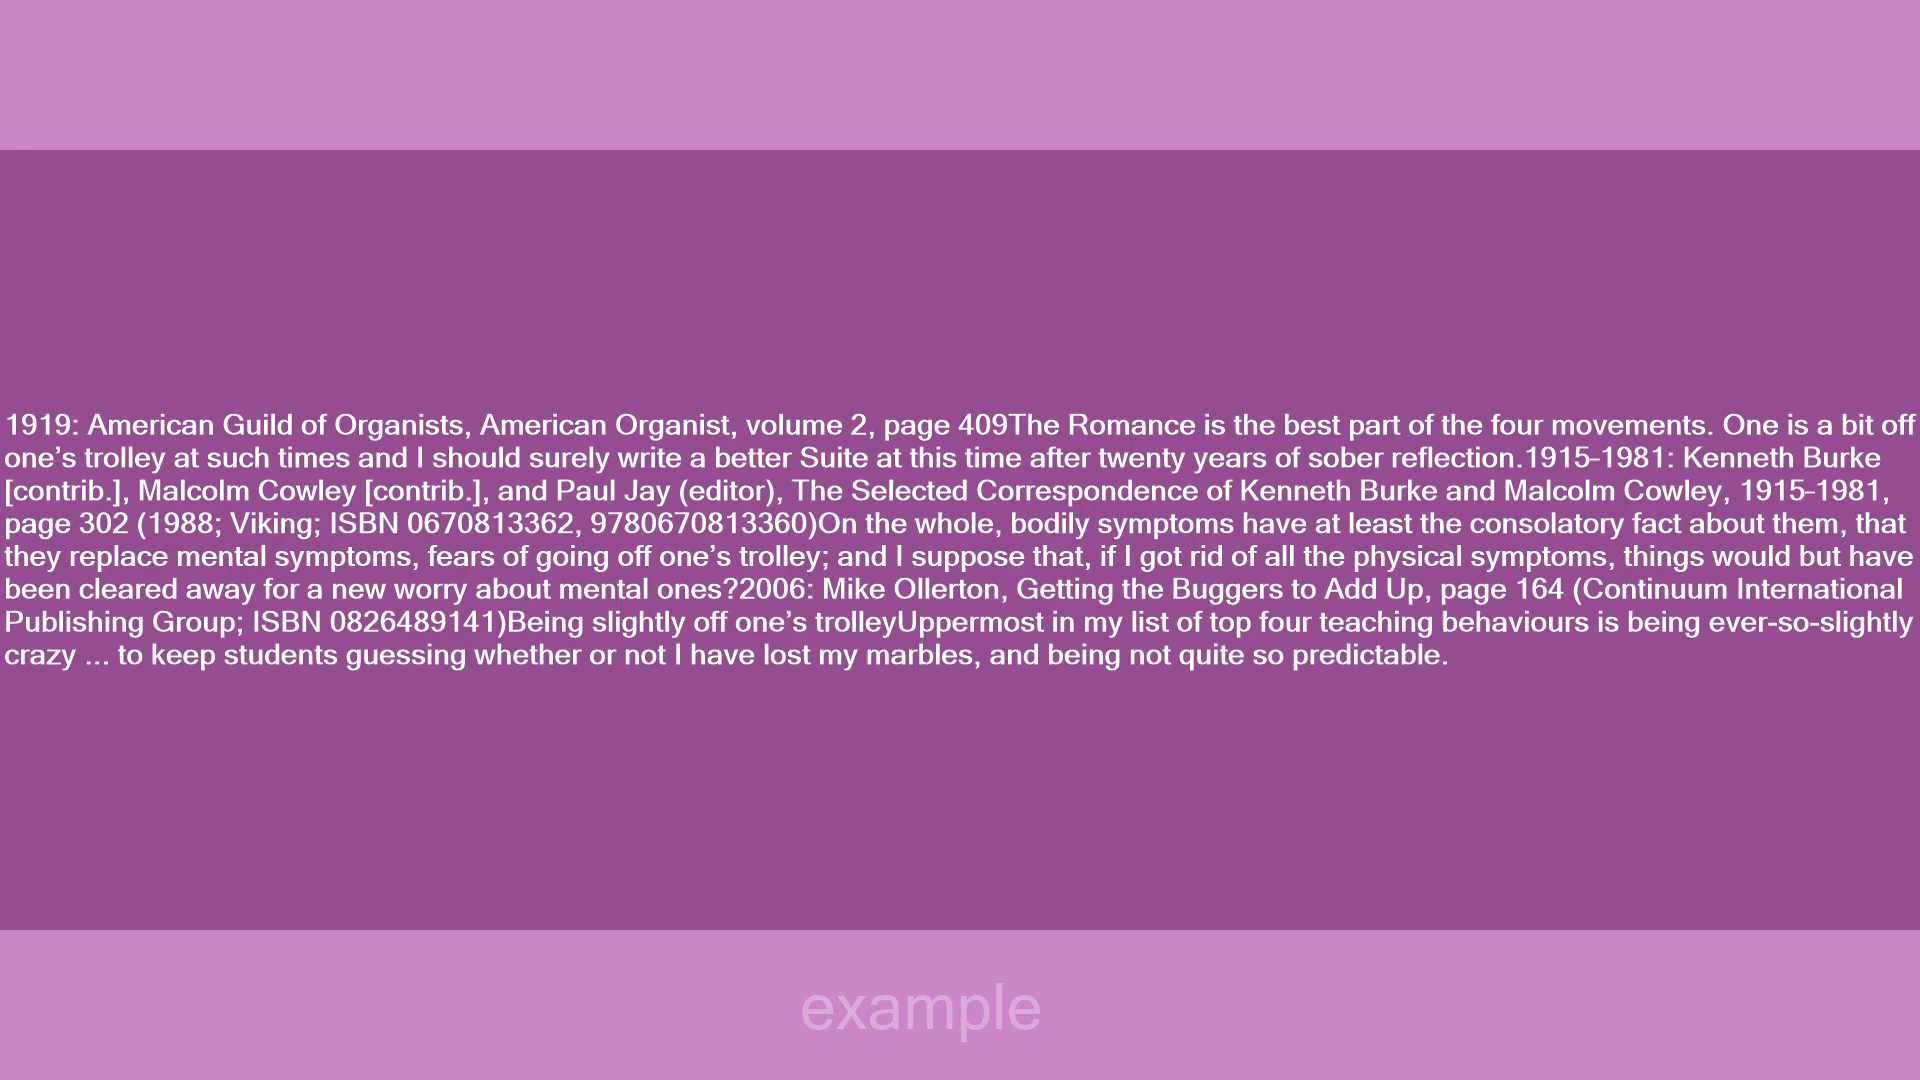 1919: American Guild of Organists, American Organist, volume 2, page 409The Romance is the best part of the four movements. One is a bit off
one’s trolley at such times and I should surely write a better Suite at this time after twenty years of sober reflection.1915–1981: Kenneth Burke
[contrib.], Malcolm Cowley [contrib.], and Paul Jay (editor), The Selected Correspondence of Kenneth Burke and Malcolm Cowley, 1915–1981,
page 302 (1988; Viking; ISBN 0670813362, 9780670813360)On the whole, bodily symptoms have at least the consolatory fact about them, that
they replace mental symptoms, fears of going off one’s trolley; and I suppose that, if I got rid of all the physical symptoms, things would but have
been cleared away for a new worry about mental ones?2006: Mike Ollerton, Getting the Buggers to Add Up, page 164 (Continuum International
Publishing Group; ISBN 0826489141)Being slightly off one’s trolleyUppermost in my list of top four teaching behaviours is being ever-so-slightly
crazy ... to keep students guessing whether or not I have lost my marbles, and being not quite so predictable.
example